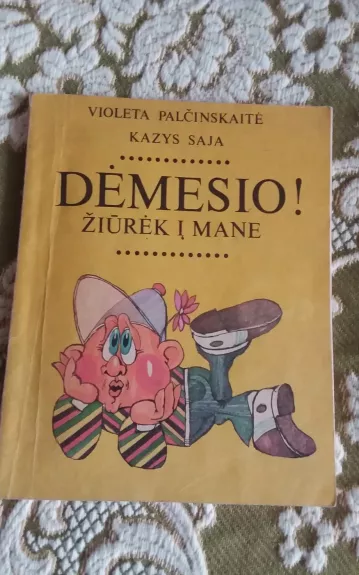 VIOLETA PALČINSKAITĖ
KAZYS SAJA
DĖMESIO!
ŽIŪRĖK Į MANE